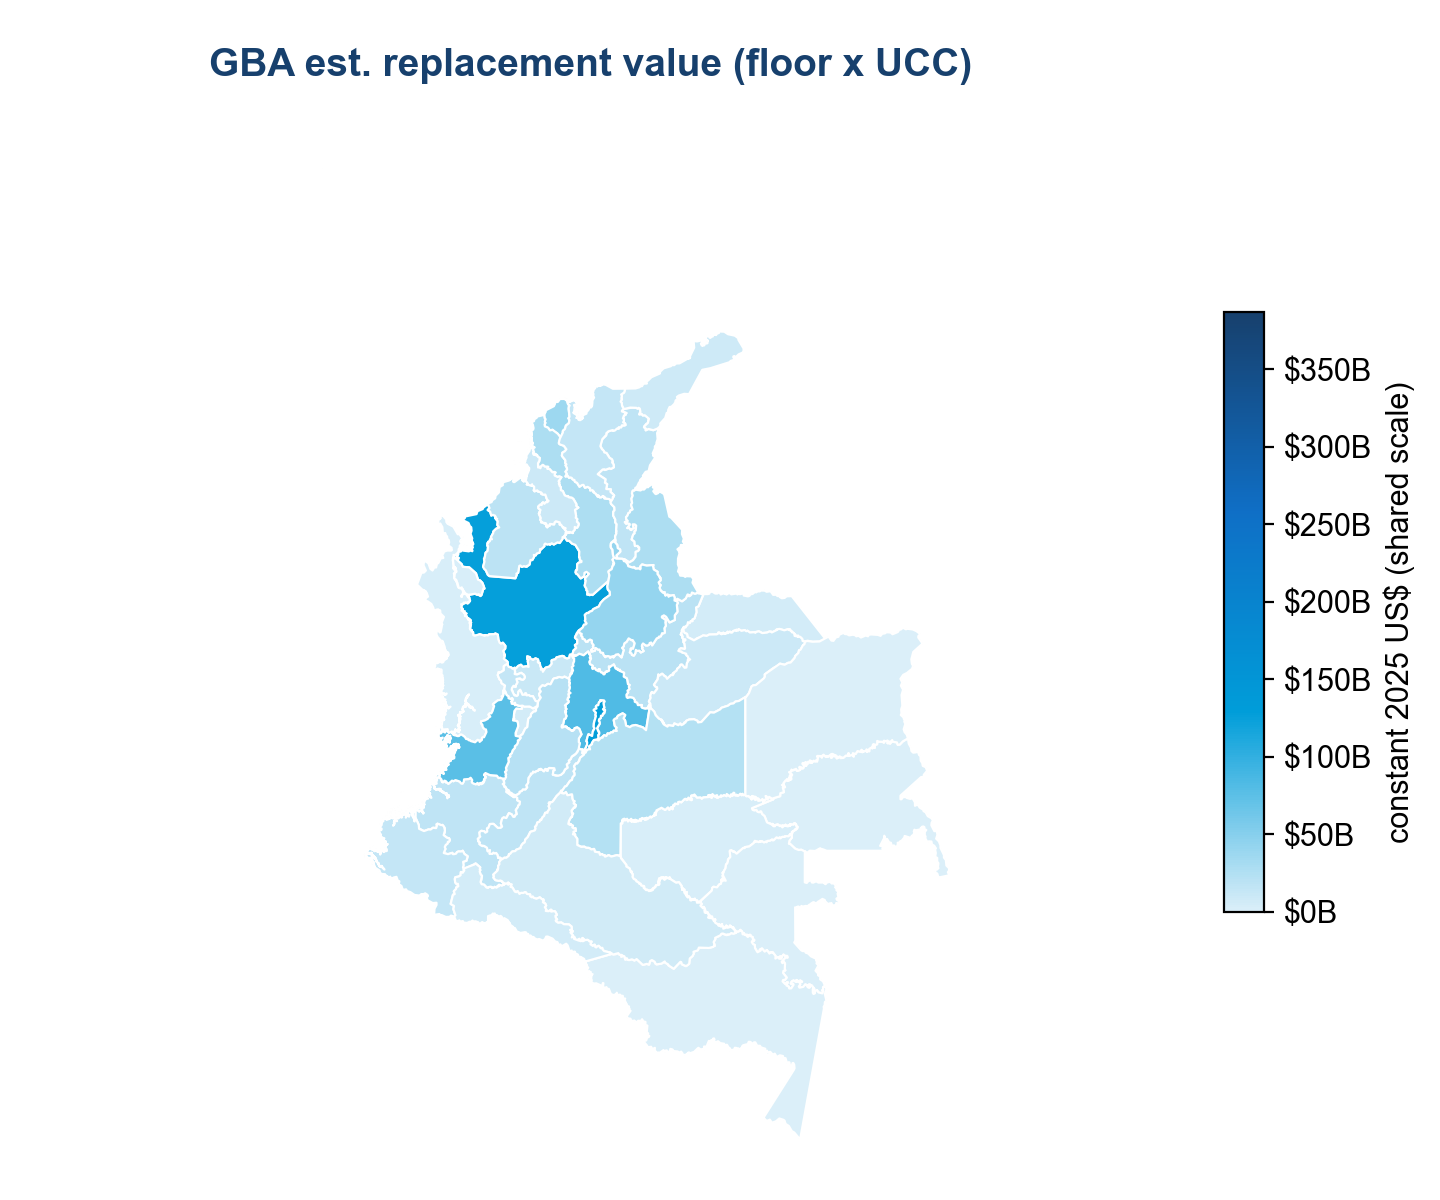 GBA est. replacement value (floor x UCC)
$350B
$300B
$250B
$200B
$150B
$100B
$50B
$0B
constant 2025 US$ (shared scale)